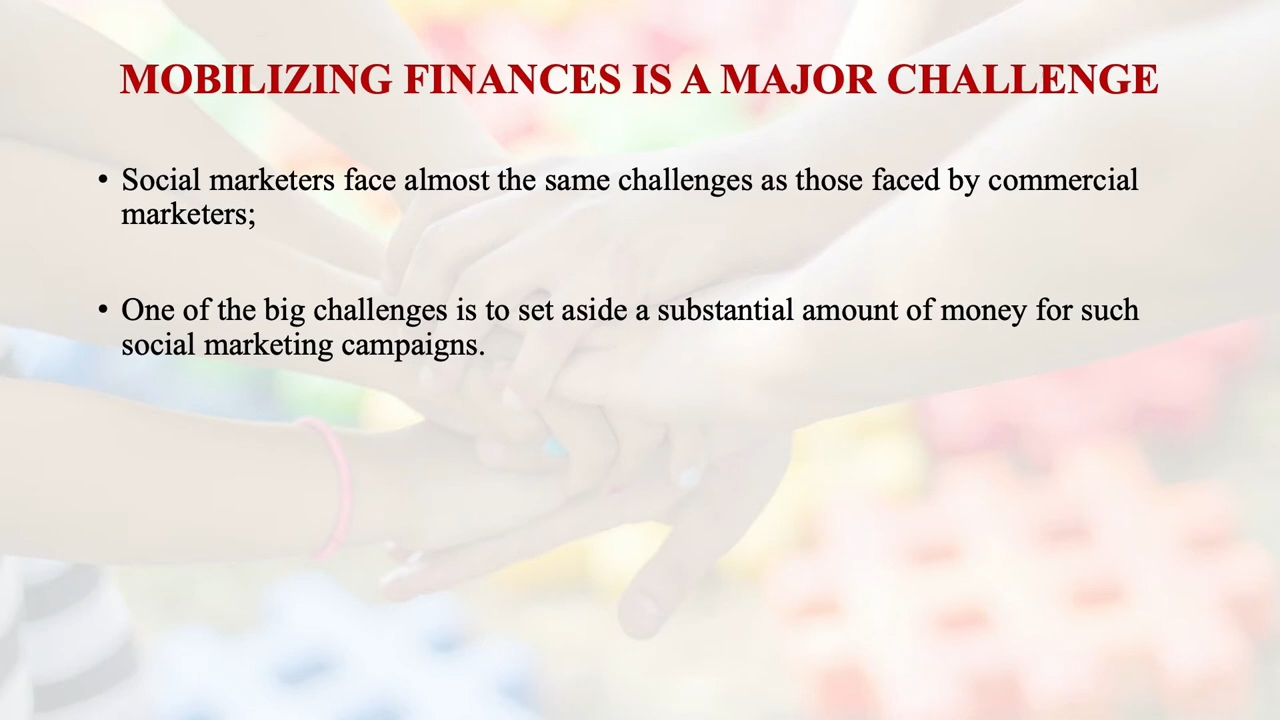 MOBILIZING FINANCES IS A MAJOR CHALLENGE
• Social marketers face almost the same challenges as those faced by commercial
marketers;
• One of the big challenges is to set aside a substantial amount of money for such
social marketing campaigns.